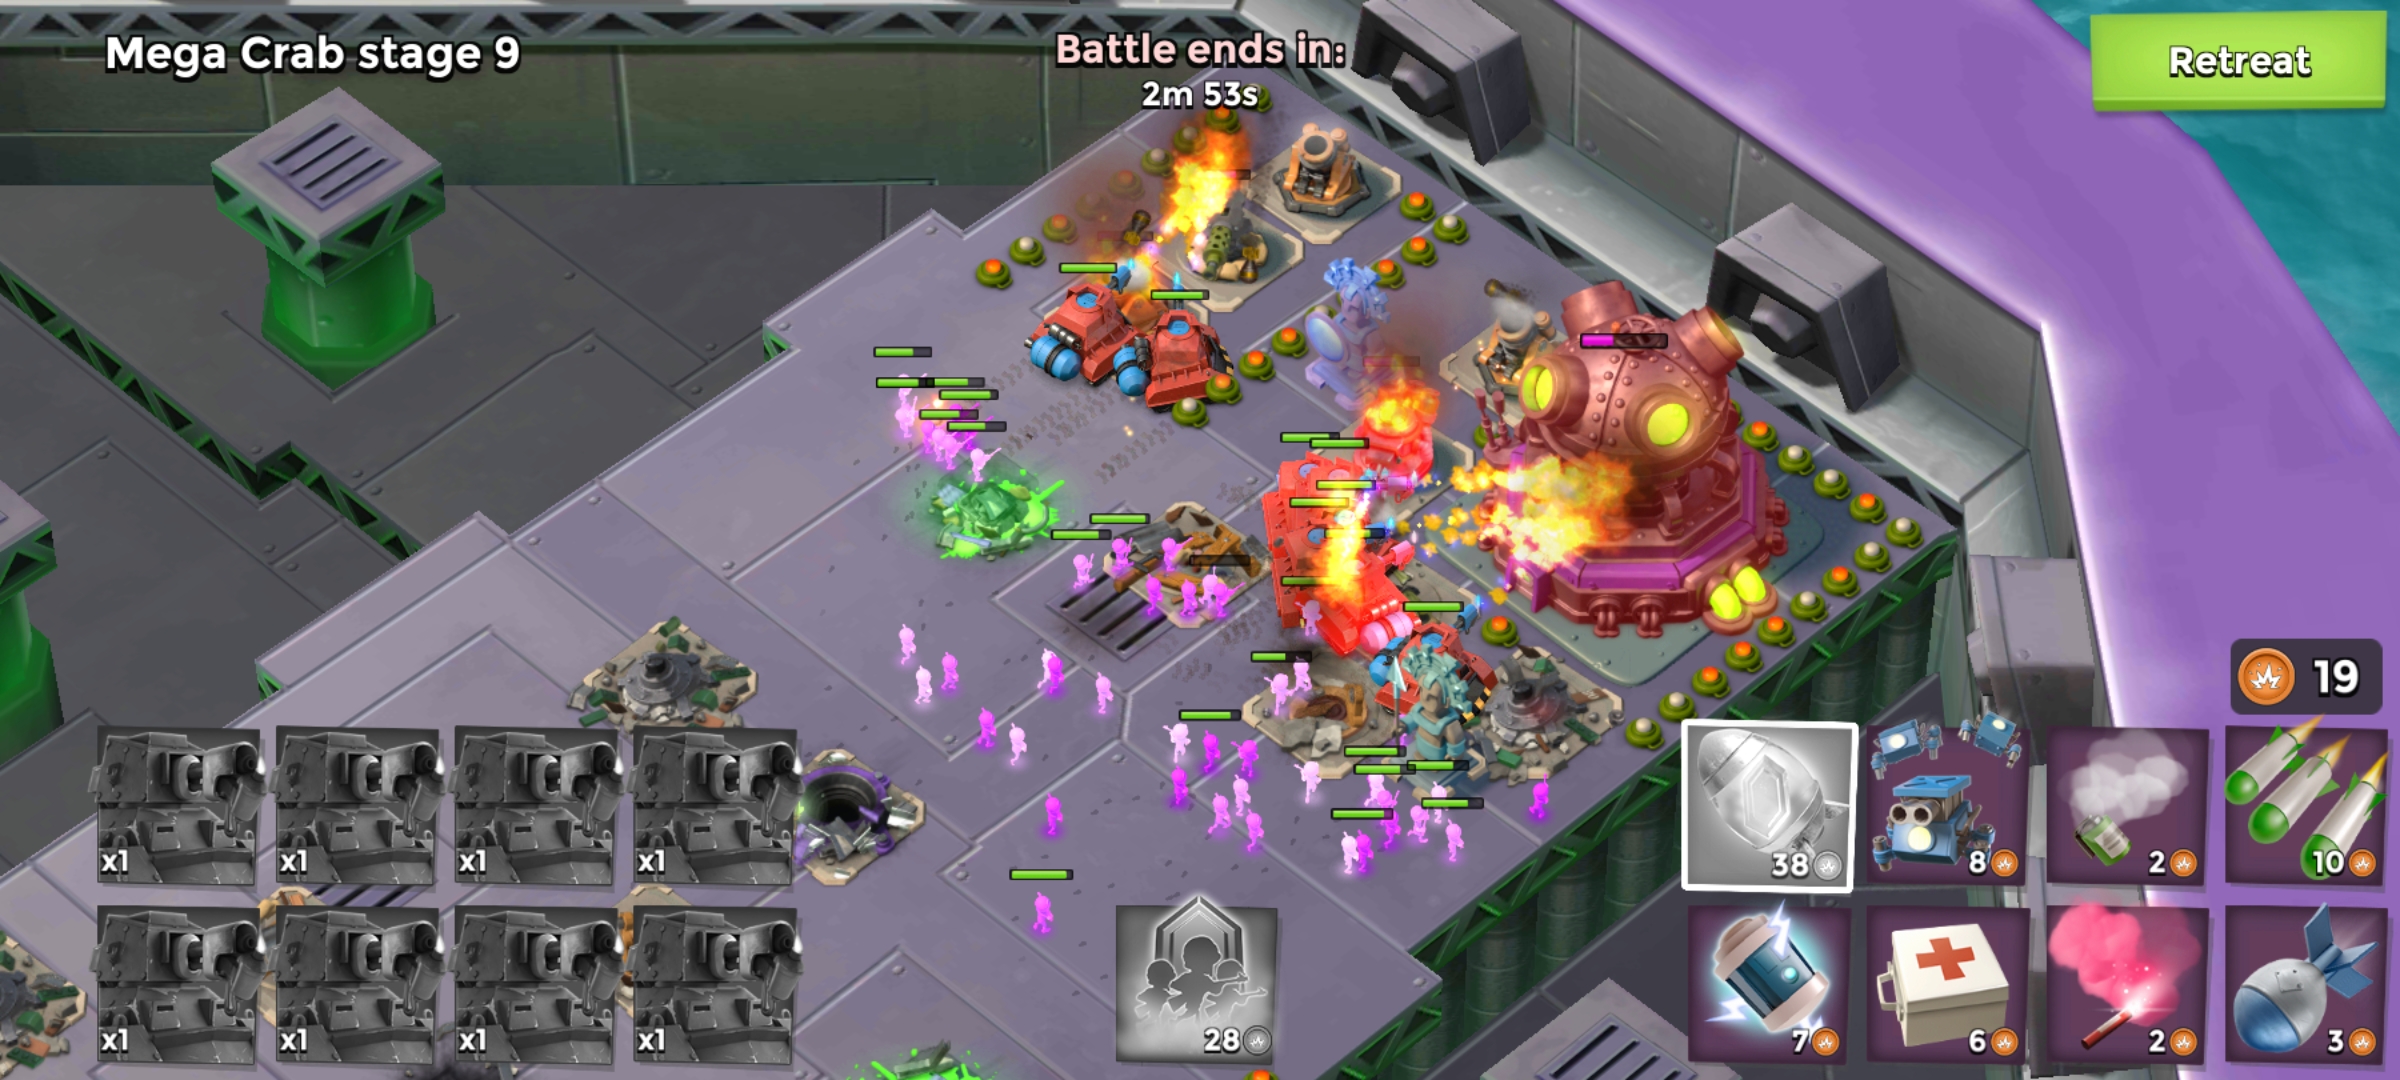 Mega Crab stage 9
Battle ends in:
2m 53s
Retreat
19
x1
x1
x1
x1
38
8
2
10
x1
x1
x1
x1
28
7
6
2
3